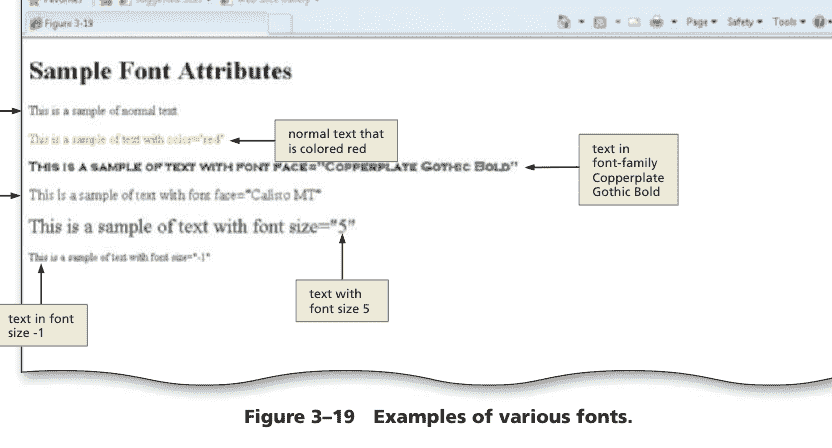 Figure 3-19
Page Safety Tools
Sample Font Attributes
This is a sample of normal text.
This is a sample of text with color="red"
normal text that
is colored red
This is a sample of text with font face="Copperplate Gothic Bold"
text in
font-family
Copperplate
Gothic Bold
This is a sample of text with font face="Calisto MT"
This is a sample of text with font size="5"
This is a sample of text with font size="-1"
text with
font size 5
text in font
size -1
Figure 3–19 Examples of various fonts.